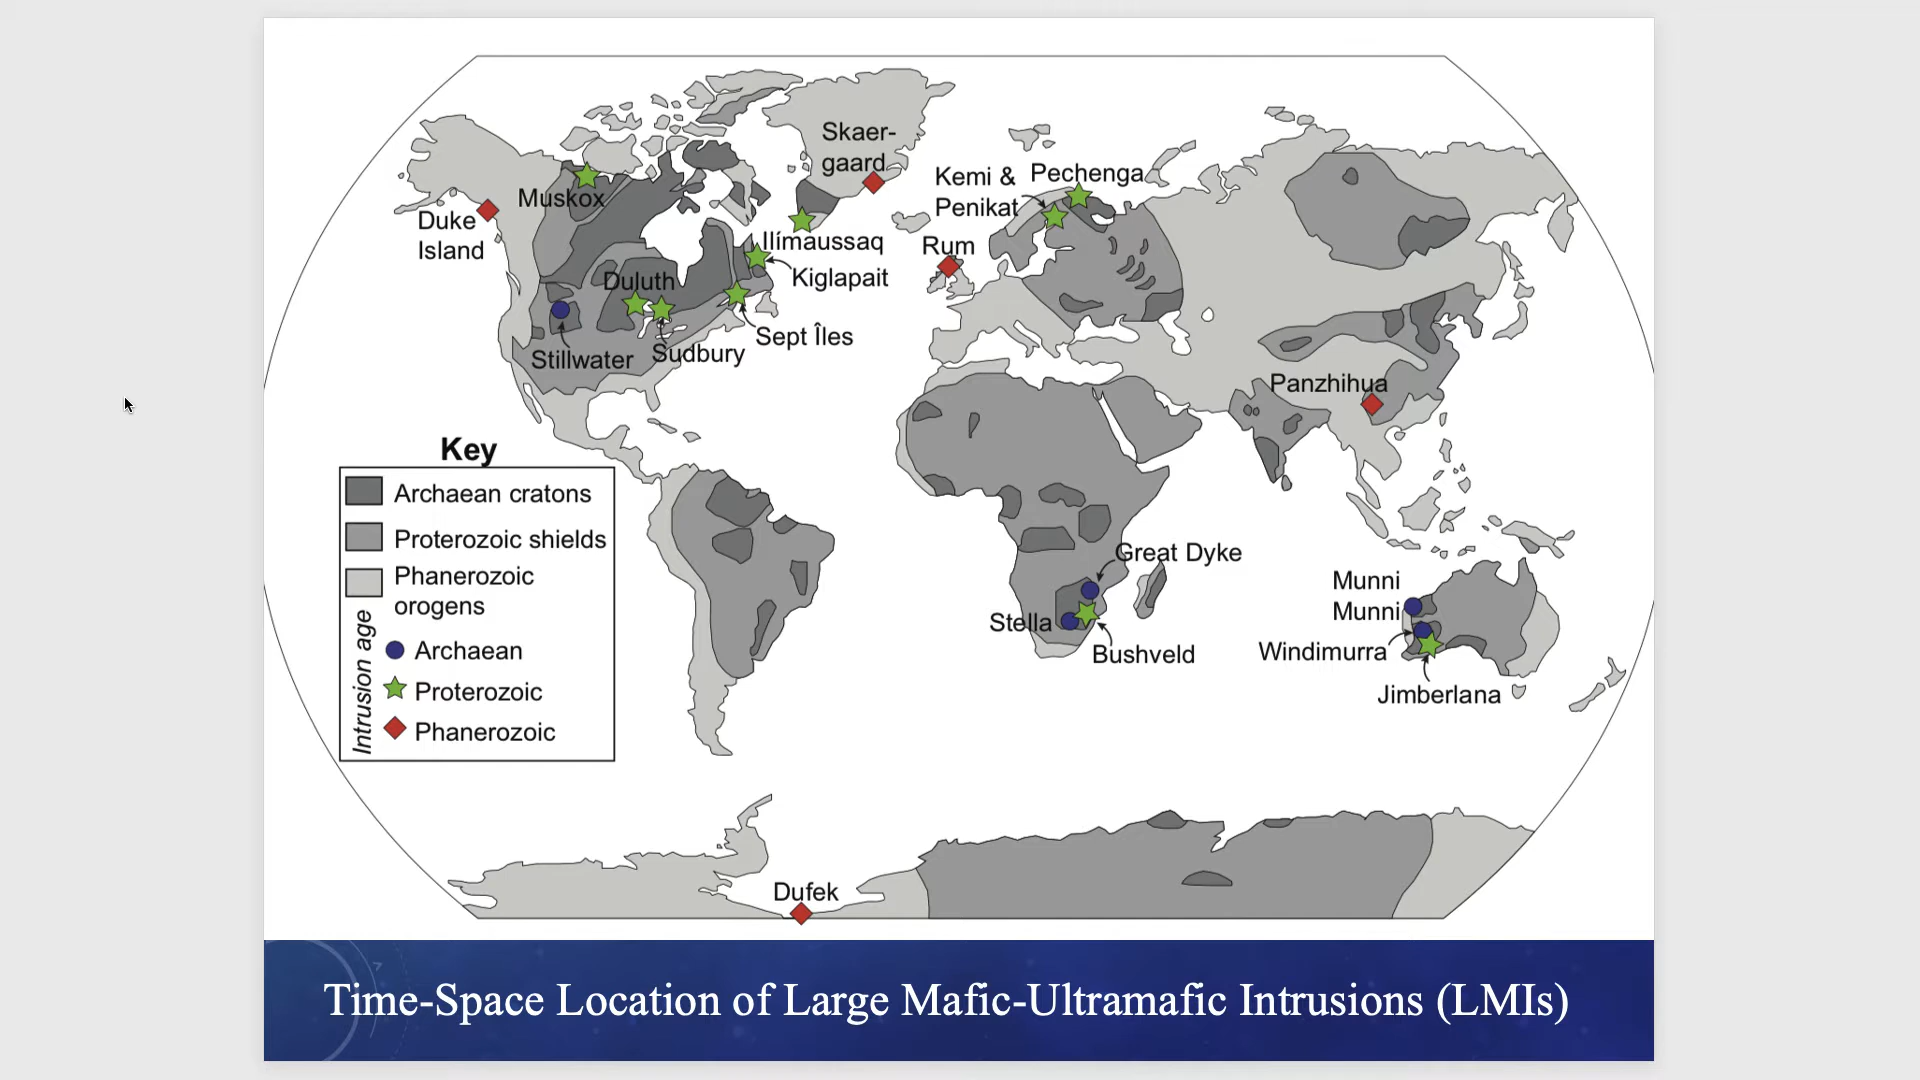 Skaer-
gaard
Kemi &
Penikat
Pechenga
Muskox
Duke
Island
Ilímaussaq
Rum
Kiglapait
Duluth
Sept Îles
Stillwater
Sudbury
Panzhihua
Key
Archaean cratons
Proterozoic shields
Phanerozoic
orogens
Intrusion age
Archaean
Proterozoic
Phanerozoic
Great Dyke
Stella
Bushveld
Munni
Munni
Windimurra
Jimberlana
Dufek
Time-Space Location of Large Mafic-Ultramafic Intrusions (LMIs)